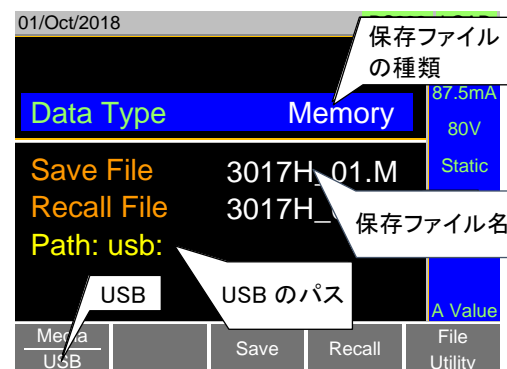 01/Oct/2018
保存ファイル
の種類
87.5mA
Data Type Memory
80V
Save File 3017H_01.M
Static
Recall File 3017H_
保存ファイル名
Path: usb:
USB
USB のパス
A Value
Media
USB
Save
Recall
File
Utility